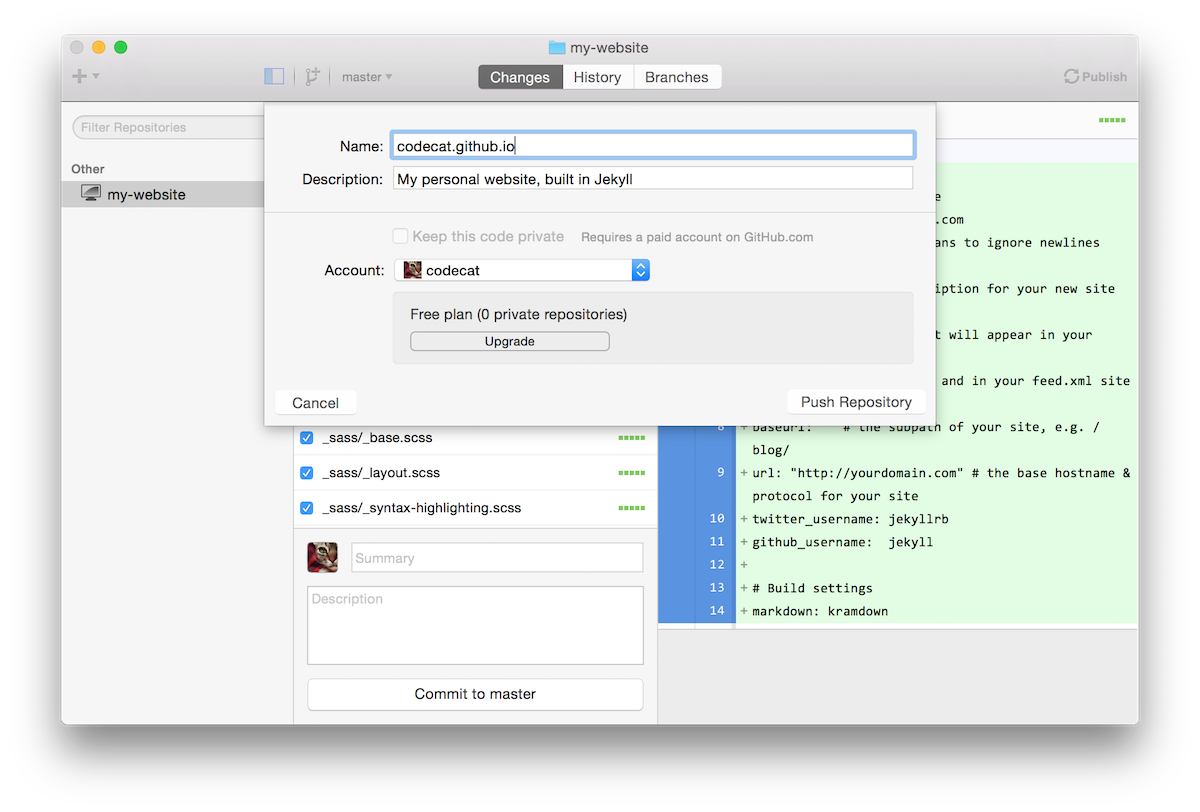 my-website
master
Changes
History
Branches
Publish
Filter Repositories
Other
my-website
Name: codecat.github.io
Description: My personal website, built in Jekyll
Keep this code private Requires a paid account on GitHub.com
Account: codecat
Free plan (0 private repositories)
Upgrade
Cancel
Push Repository
_sass/_base.scss
_sass/_layout.scss
_sass/_syntax-highlighting.scss
Summary
Description
Commit to master
e
.com
ans to ignore newlines
iption for your new site
t will appear in your
and in your feed.xml site
8 + baseurl: # the subpath of your site, e.g. /
blog/
9 + url: "http://yourdomain.com" # the base hostname &
protocol for your site
10 + twitter_username: jekyllrb
11 + github_username: jekyll
12 +
13 + # Build settings
14 + markdown: kramdown